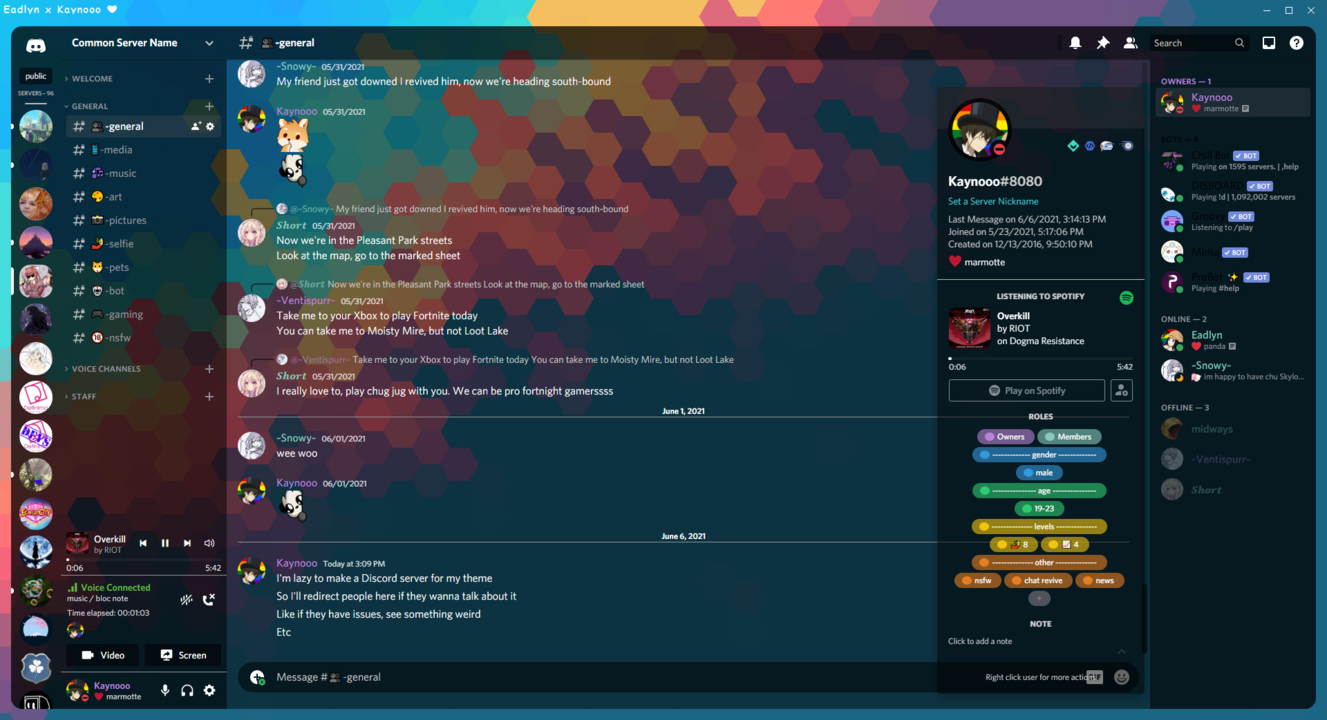 Eadlyn x Kaynooo
Common Server Name
-general
Search
public
SERVERS - 96
WELCOME
GENERAL
-general
-media
-music
-art
-pictures
-selfie
-pets
-bot
-gaming
-nsfw
VOICE CHANNELS
STAFF
Overkill
by RIOT
0:06 5:42
Voice Connected
music / bloc note
Time elapsed: 00:01:03
Video Screen
Kaynooo
marmotte
-Snowy- 05/31/2021
My friend just got downed I revived him, now we're heading south-bound
Kaynooo 05/31/2021
@-Snowy- My friend just got downed I revived him, now we're heading south-bound
Short 05/31/2021
Now we're in the Pleasant Park streets
Look at the map, go to the marked sheet
@Short Now we're in the Pleasant Park streets Look at the map, go to the marked sheet
-Ventispurr- 05/31/2021
Take me to your Xbox to play Fortnite today
You can take me to Moisty Mire, but not Loot Lake
@-Ventispurr- Take me to your Xbox to play Fortnite today You can take me to Moisty Mire, but not Loot Lake
Short 05/31/2021
I really love to, play chug jug with you. We can be pro fortnight gamerssss
June 1, 2021
-Snowy- 06/01/2021
wee woo
Kaynooo 06/01/2021
June 6, 2021
Kaynooo Today at 3:09 PM
I'm lazy to make a Discord server for my theme
So I'll redirect people here if they wanna talk about it
Like if they have issues, see something weird
Etc
Message # -general
Kaynooo#8080
Set a Server Nickname
Last Message on 6/6/2021, 3:14:13 PM
Joined on 5/23/2021, 5:17:06 PM
Created on 12/13/2016, 9:50:10 PM
marmotte
LISTENING TO SPOTIFY
Overkill
by RIOT
on Dogma Resistance
0:06 5:42
Play on Spotify
ROLES
Owners Members
------------- gender -------------
male
--------------- age ---------------
19-23
-------------- levels --------------
8 4
--------------- other ---------------
nsfw chat revive news
+
NOTE
Click to add a note
Right click user for more action
GIF
OWNERS — 1
Kaynooo
marmotte
BOTS — 5
Chill Bot BOT
Playing on 1595 servers. | ,help
DISBOARD BOT
Playing !d | 1,092,002 servers
Groovy BOT
Listening to /play
Mimu BOT
ProBot ✨ BOT
Playing #help
ONLINE — 2
Eadlyn
panda
-Snowy-
im happy to have chu Skylo...
OFFLINE — 3
midways
-Ventispurr-
Short